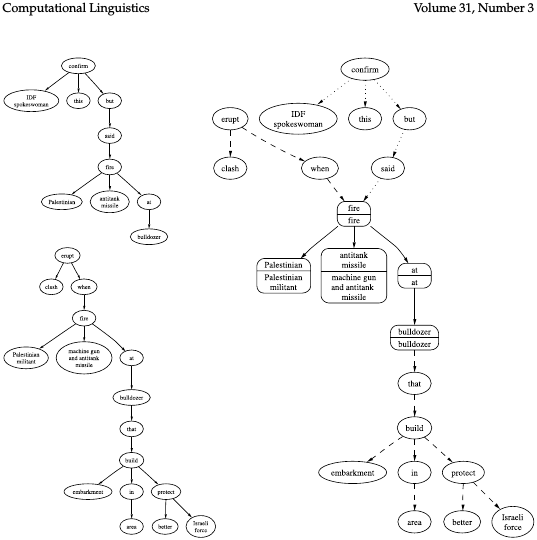 Computational Linguistics
Volume 31, Number 3
confirm
IDF
spokeswoman
this
but
said
fire
Palestinian
antitank
missile
at
bulldozer
erupt
clash
when
fire
Palestinian
militant
machine gun
and antitank
missile
at
bulldozer
that
build
embarkment
in
protect
area
better
Israeli
force
confirm
erupt
IDF
spokeswoman
this
but
clash
when
said
fire
fire
Palestinian
Palestinian
militant
antitank
missile
machine gun
and antitank
missile
at
at
bulldozer
bulldozer
that
build
embarkment
in
protect
area
better
Israeli
force